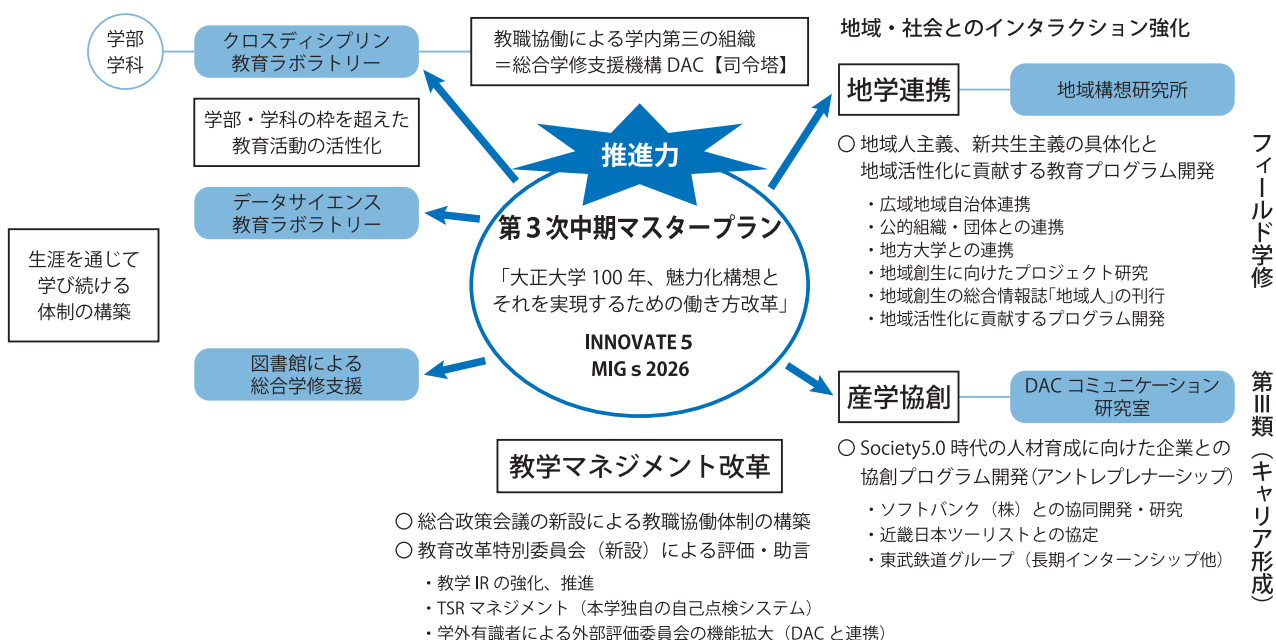 学部
学科
クロスディシプリン
教育ラボラトリー
教職協働による学内第三の組織
＝総合学修支援機構 DAC【司令塔】
学部・学科の枠を超えた
教育活動の活性化
データサイエンス
教育ラボラトリー
生涯を通じて
学び続ける
体制の構築
図書館による
総合学修支援
推進力
第３次中期マスタープラン
「大正大学 100 年、魅力化構想と
それを実現するための働き方改革」
INNOVATE 5
MIG s 2026
地域・社会とのインタラクション強化
地学連携
地域構想研究所
〇 地域人主義、新共生主義の具体化と
地域活性化に貢献する教育プログラム開発
・広域地域自治体連携
・公的組織・団体との連携
・地方大学との連携
・地域創生に向けたプロジェクト研究
・地域創生の総合情報誌「地域人」の刊行
・地域活性化に貢献するプログラム開発
フィールド学修
産学協創
DAC コミュニケーション
研究室
〇 Society5.0 時代の人材育成に向けた企業との
協創プログラム開発（アントレプレナーシップ）
・ソフトバンク（株）との協同開発・研究
・近畿日本ツーリストとの協定
・東武鉄道グループ（長期インターンシップ他）
第Ⅲ類（キャリア形成）
教学マネジメント改革
〇 総合政策会議の新設による教職協働体制の構築
〇 教育改革特別委員会（新設）による評価・助言
・教学 IR の強化、推進
・TSR マネジメント（本学独自の自己点検システム）
・学外有識者による外部評価委員会の機能拡大（DAC と連携）